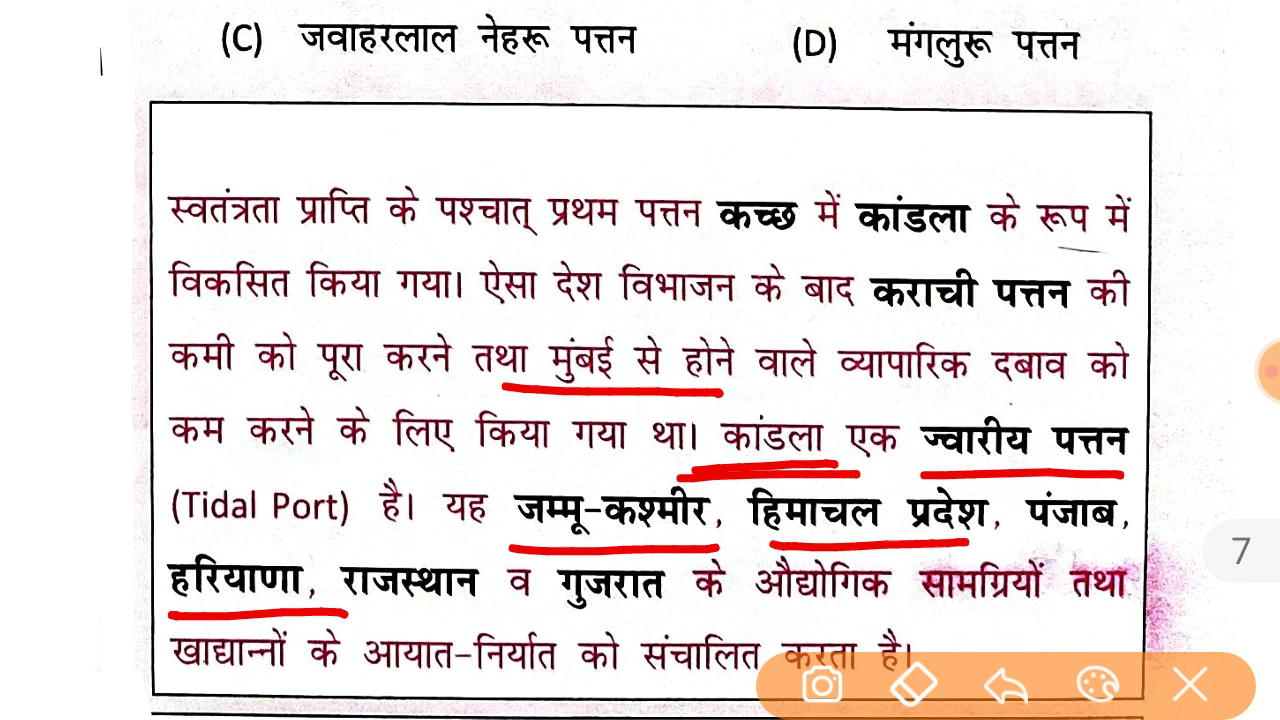 (C) जवाहरलाल नेहरू पत्तन (D) मंगलुरू पत्तन
स्वतंत्रता प्राप्ति के पश्चात् प्रथम पत्तन कच्छ में कांडला के रूप में
विकसित किया गया। ऐसा देश विभाजन के बाद कराची पत्तन की
कमी को पूरा करने तथा मुंबई से होने वाले व्यापारिक दबाव को
कम करने के लिए किया गया था। कांडला एक ज्वारीय पत्तन
(Tidal Port) है। यह जम्मू-कश्मीर, हिमाचल प्रदेश, पंजाब,
हरियाणा, राजस्थान व गुजरात के औद्योगिक सामग्रियों तथा
खाद्यान्नों के आयात-निर्यात को संचालित करता है।
7